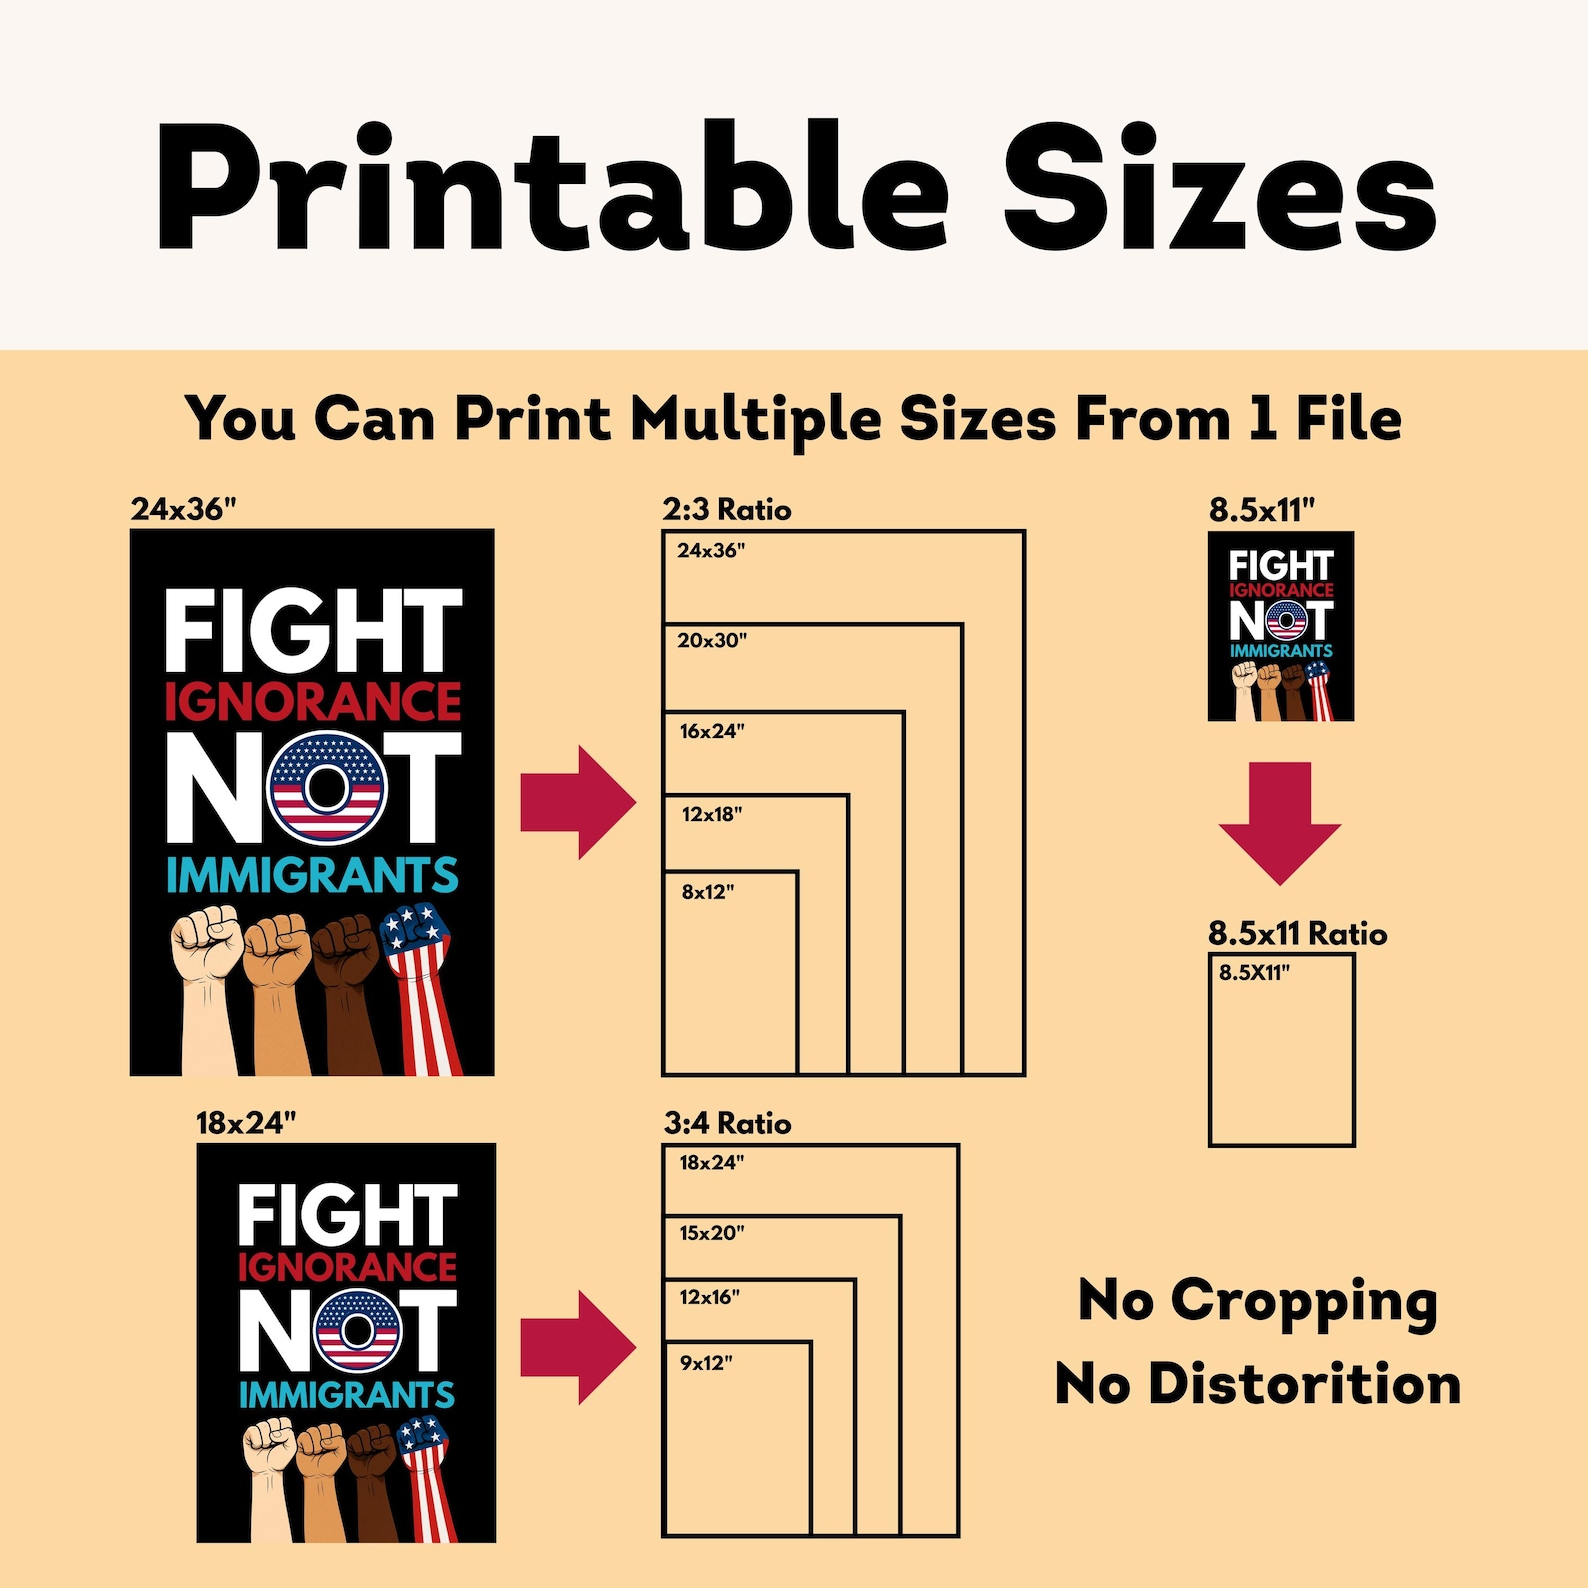 Printable Sizes
You Can Print Multiple Sizes From 1 File
24x36"
FIGHT
IGNORANCE
NOT
IMMIGRANTS
2:3 Ratio
24x36"
20x30"
16x24"
12x18"
8x12"
8.5x11"
FIGHT
IGNORANCE
NOT
IMMIGRANTS
8.5x11 Ratio
8.5X11"
18x24"
FIGHT
IGNORANCE
NOT
IMMIGRANTS
3:4 Ratio
18x24"
15x20"
12x16"
9x12"
No Cropping
No Distorition